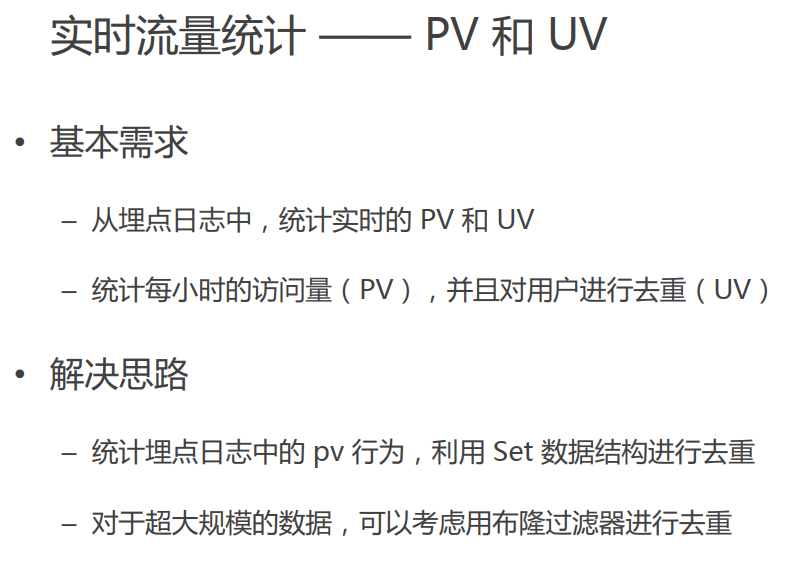 实时流量统计 —— PV 和 UV
• 基本需求
– 从埋点日志中，统计实时的 PV 和 UV
– 统计每小时的访问量（PV），并且对用户进行去重（UV）
• 解决思路
– 统计埋点日志中的 pv 行为，利用 Set 数据结构进行去重
– 对于超大规模的数据，可以考虑用布隆过滤器进行去重